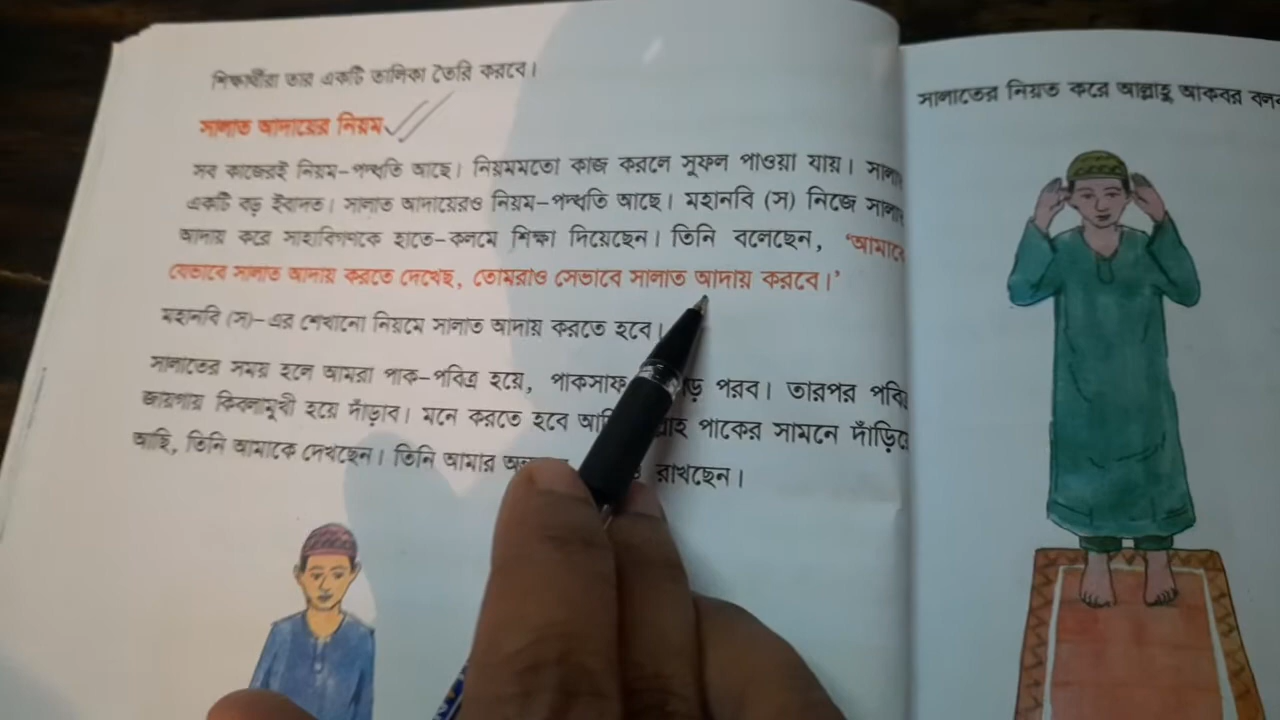 শিক্ষার্থীরা তার একটি তালিকা তৈরি করবে।
সালাত আদায়ের নিয়ম
সব কাজেরই নিয়ম-পদ্ধতি আছে। নিয়মমতো কাজ করলে সুফল পাওয়া যায়। সালাত
একটি বড় ইবাদত। সালাত আদায়েরও নিয়ম-পদ্ধতি আছে। মহানবি (স) নিজে সালাত
আদায় করে সাহাবিগণকে হাতে-কলমে শিক্ষা দিয়েছেন। তিনি বলেছেন, ‘আমাকে
যেভাবে সালাত আদায় করতে দেখেছ, তোমরাও সেভাবে সালাত আদায় করবে।’
মহানবি (স)-এর শেখানো নিয়মে সালাত আদায় করতে হবে।
সালাতের সময় হলে আমরা পাক-পবিত্র হয়ে, পাকসাফ পরব। তারপর পবিত্র
জায়গায় কিবলামুখী হয়ে দাঁড়াব। মনে করতে হবে পাকের সামনে দাঁড়িয়ে
আছি, তিনি আমাকে দেখছেন। তিনি আমার রাখছেন।
সালাতের নিয়ত করে আল্লাহু আকবর